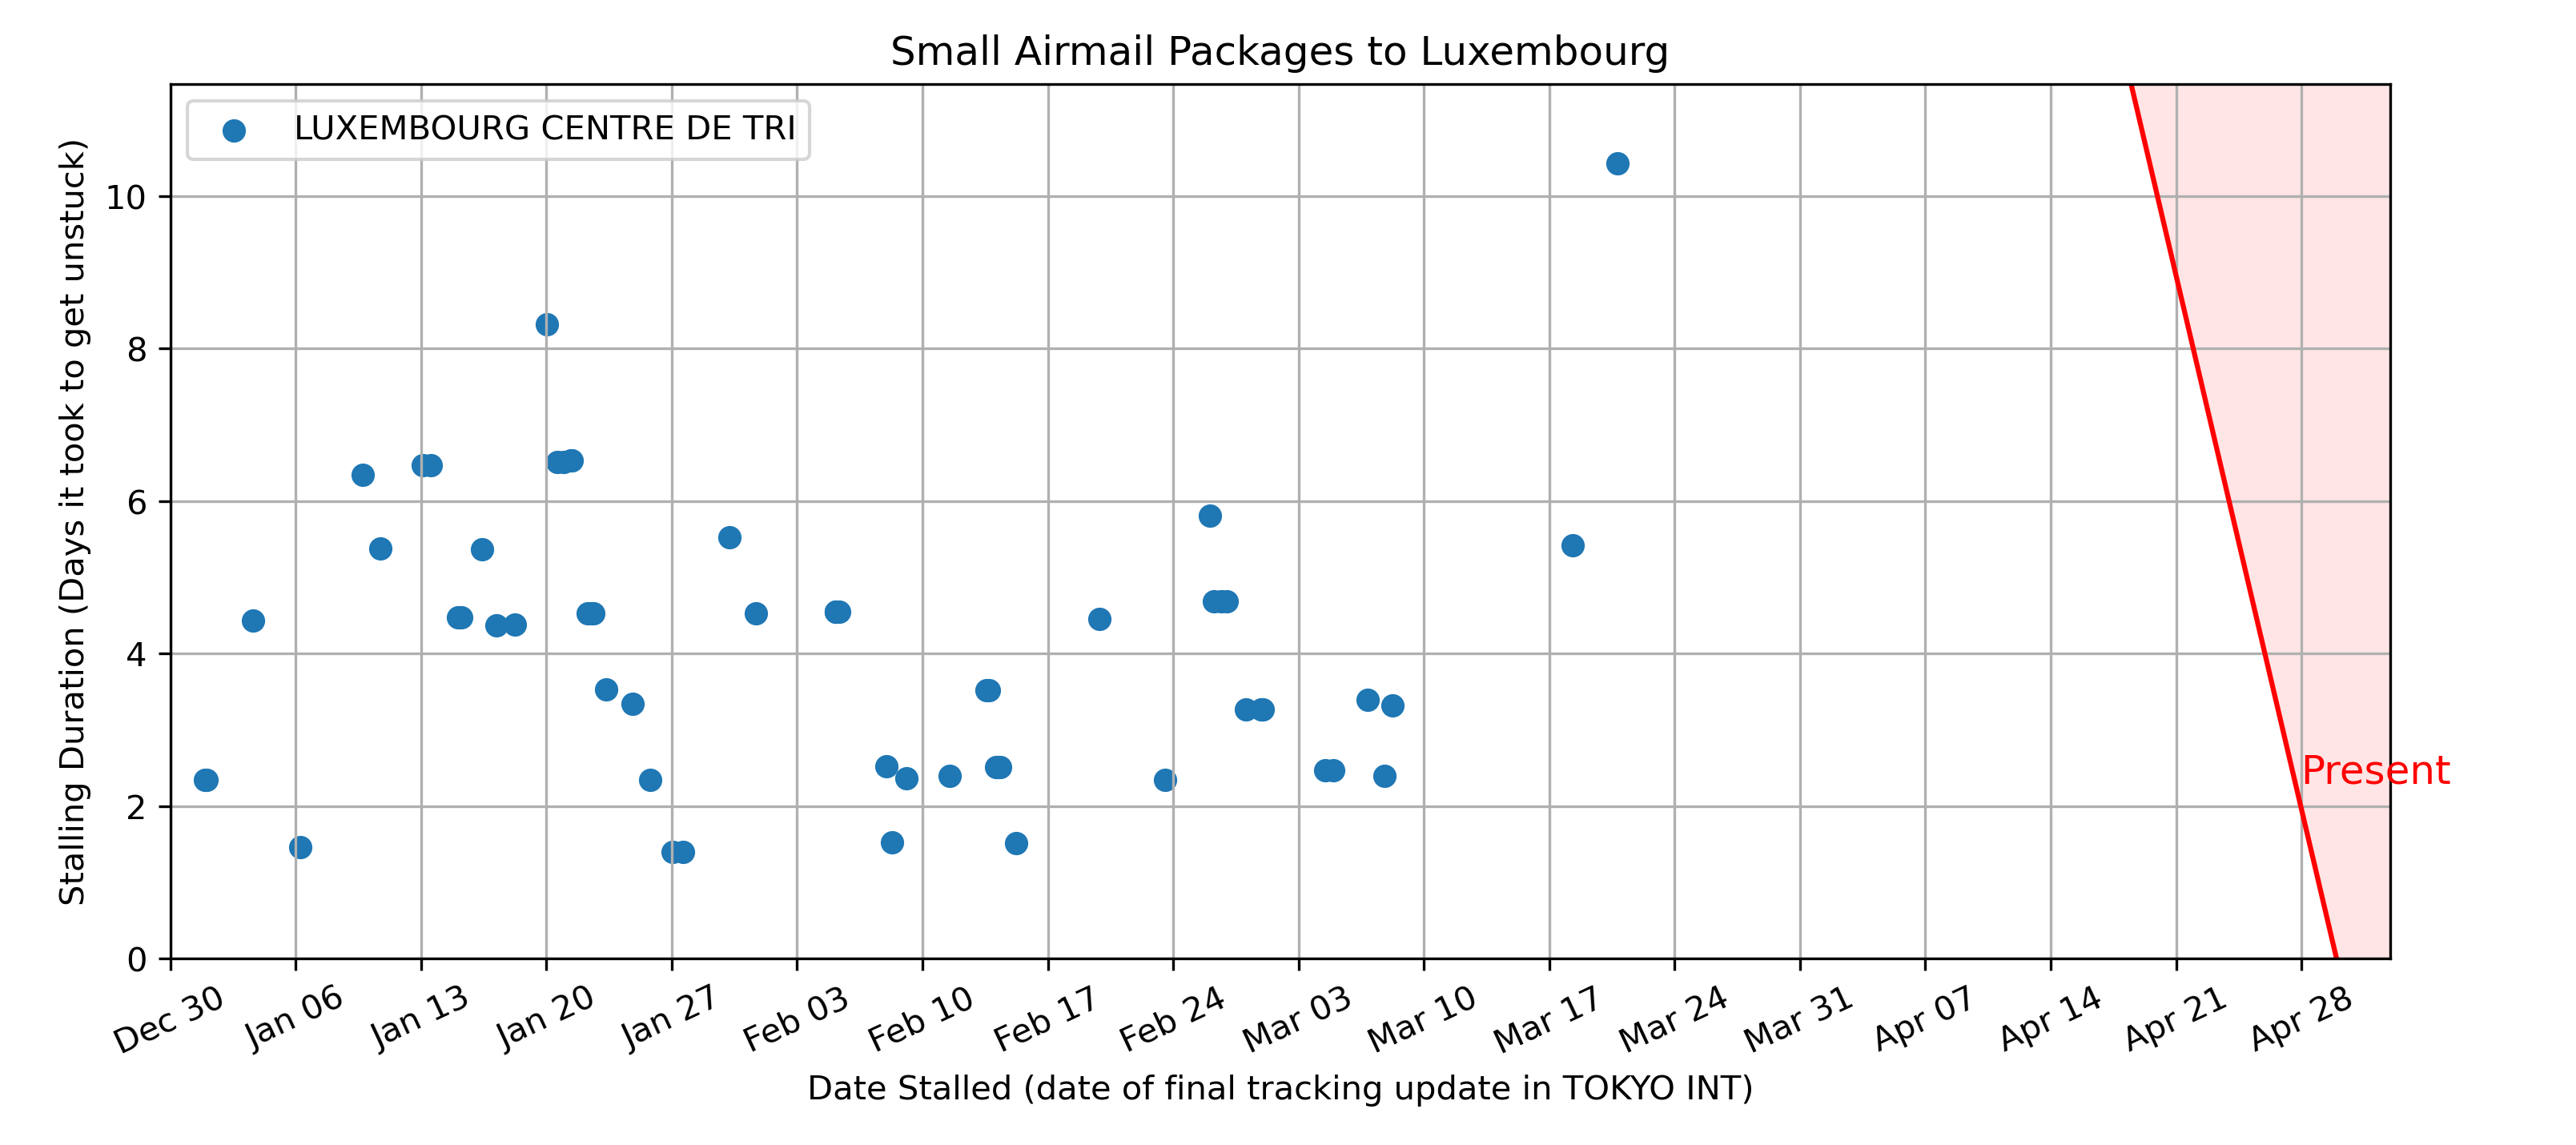 Small Airmail Packages to Luxembourg
LUXEMBOURG CENTRE DE TRI
Stalling Duration (Days it took to get unstuck)
10
8
6
4
2
0
Present
Dec 30
Jan 06
Jan 13
Jan 20
Jan 27
Feb 03
Feb 10
Feb 17
Feb 24
Mar 03
Mar 10
Mar 17
Mar 24
Mar 31
Apr 07
Apr 14
Apr 21
Apr 28
Date Stalled (date of final tracking update in TOKYO INT)